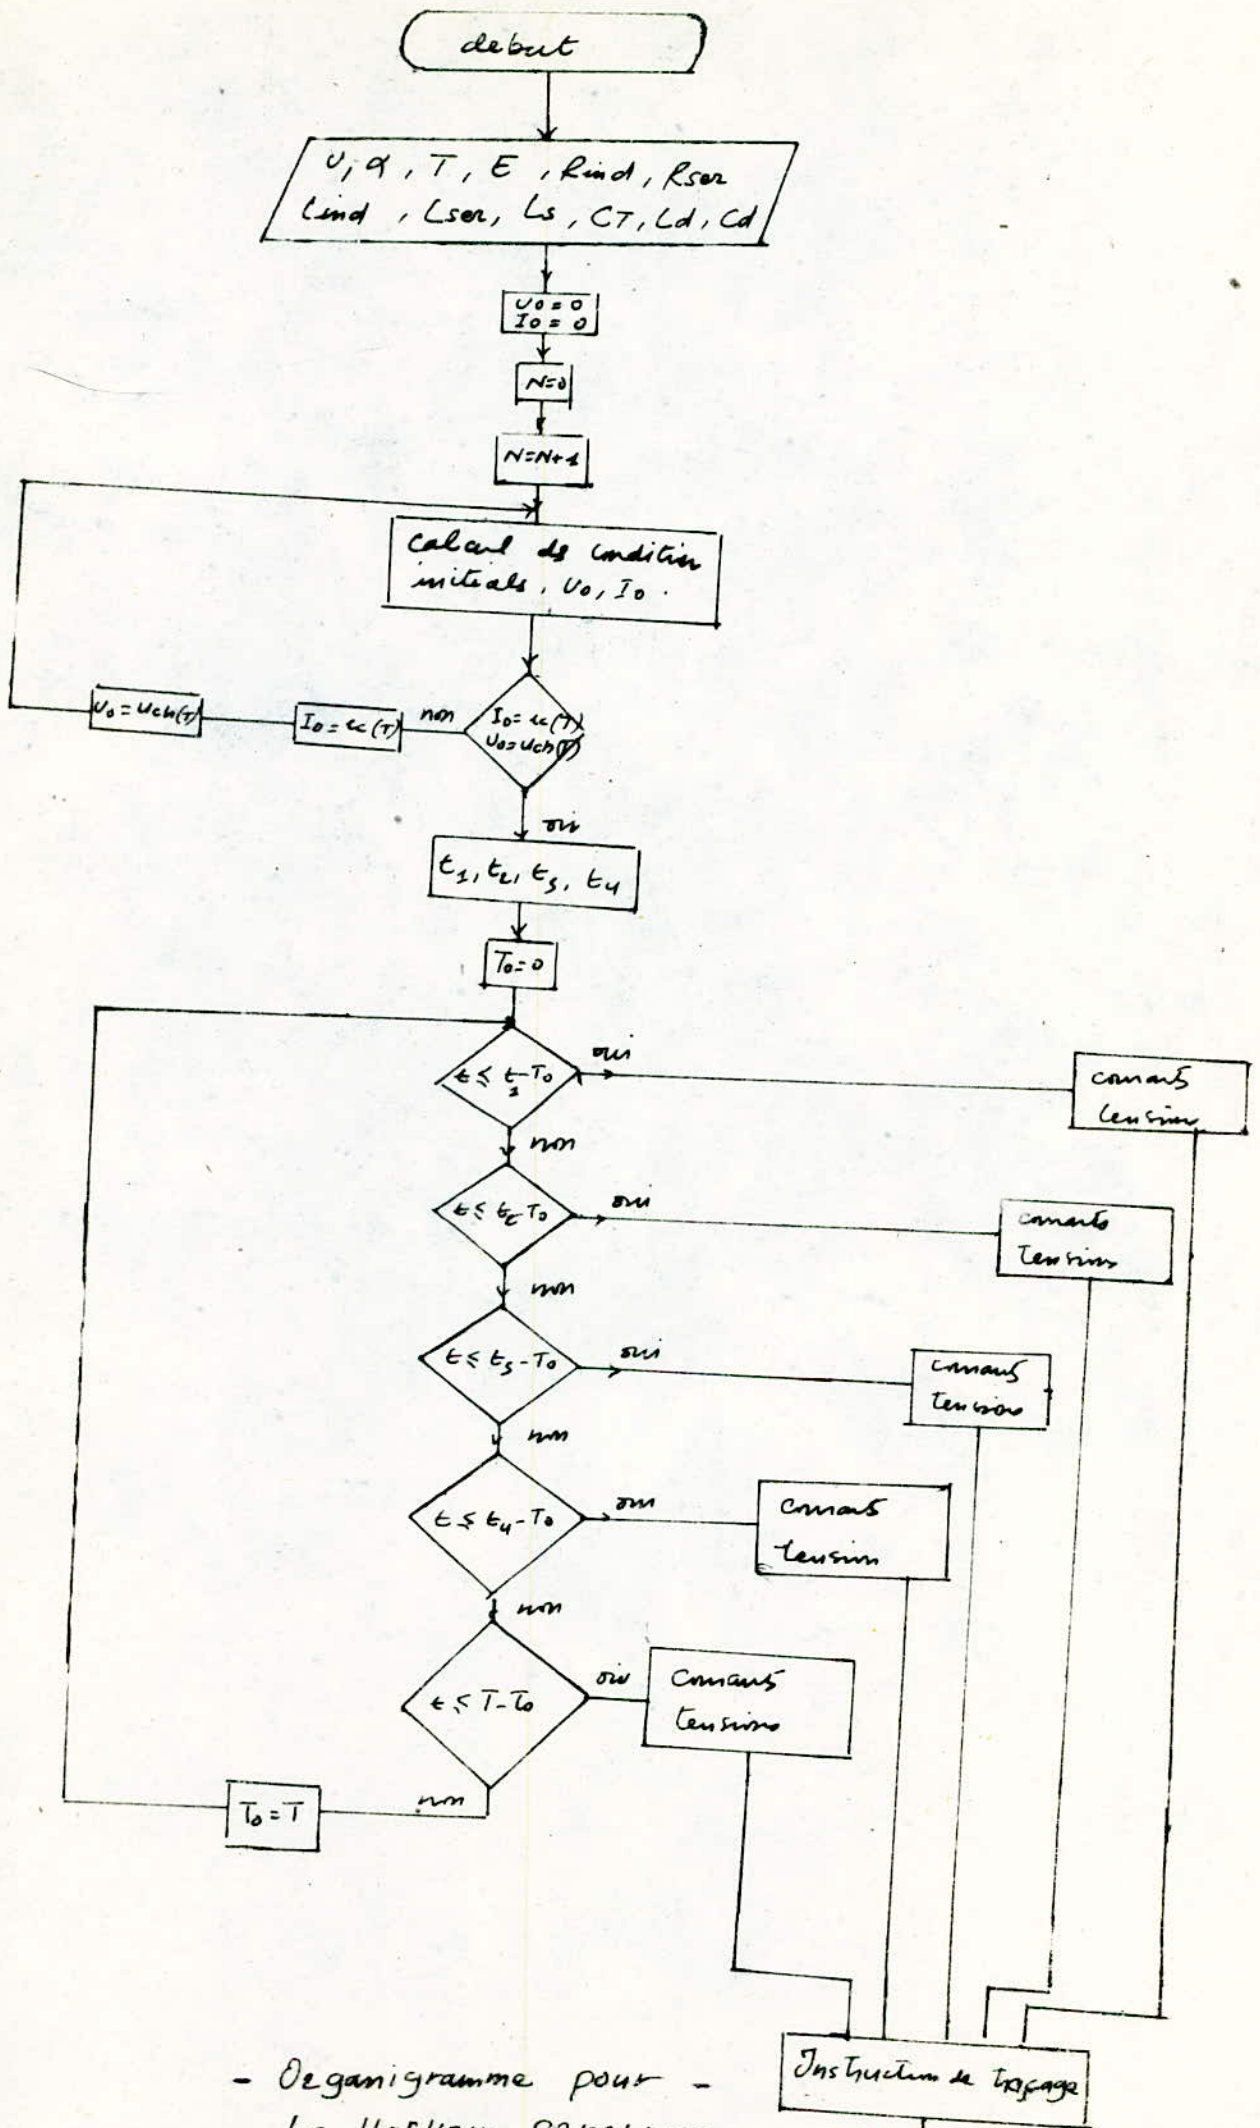 debut
U, α, T, E, Rind, Rser
Lind, Lser, Ls, CT, Ld, Cd
U0 = 0
I0 = 0
N=0
N=N+1
calcul ds condition
initials, U0, I0.
I0 = ic(T)
U0 = uch(T)
non
I0 = ic(T)
U0 = uch(T)
oui
t1, t2, t3, t4
T0=0
t ≤ t1-T0
oui
courants
tension
non
t ≤ t2-T0
oui
courants
tensions
non
t ≤ t3-T0
oui
courants
tensions
non
t ≤ t4-T0
oui
courants
tension
non
t ≤ T-T0
oui
courants
tensions
non
T0 = T
Instruction de traçage
- Organigramme pour -